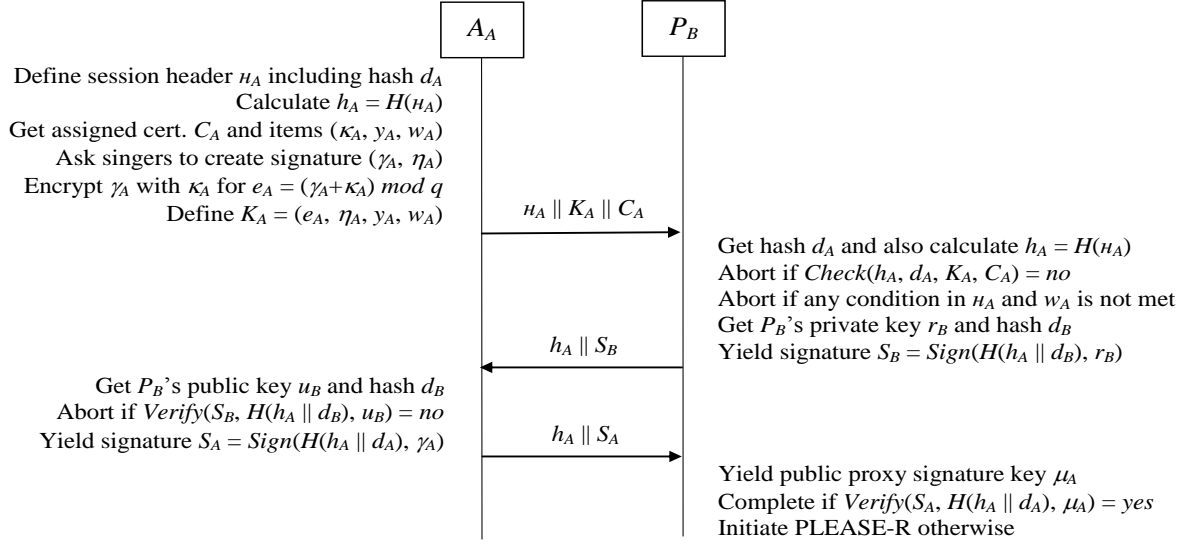 A_A P_B
Define session header ʜ_A including hash d_A
Calculate h_A = H(ʜ_A)
Get assigned cert. C_A and items (κ_A, y_A, w_A)
Ask singers to create signature (γ_A, η_A)
Encrypt γ_A with κ_A for e_A = (γ_A+κ_A) mod q
Define K_A = (e_A, η_A, y_A, w_A)
ʜ_A || K_A || C_A
Get hash d_A and also calculate h_A = H(ʜ_A)
Abort if Check(h_A, d_A, K_A, C_A) = no
Abort if any condition in ʜ_A and w_A is not met
Get P_B's private key r_B and hash d_B
Yield signature S_B = Sign(H(h_A || d_B), r_B)
h_A || S_B
Get P_B's public key u_B and hash d_B
Abort if Verify(S_B, H(h_A || d_B), u_B) = no
Yield signature S_A = Sign(H(h_A || d_A), γ_A)
h_A || S_A
Yield public proxy signature key μ_A
Complete if Verify(S_A, H(h_A || d_A), μ_A) = yes
Initiate PLEASE-R otherwise